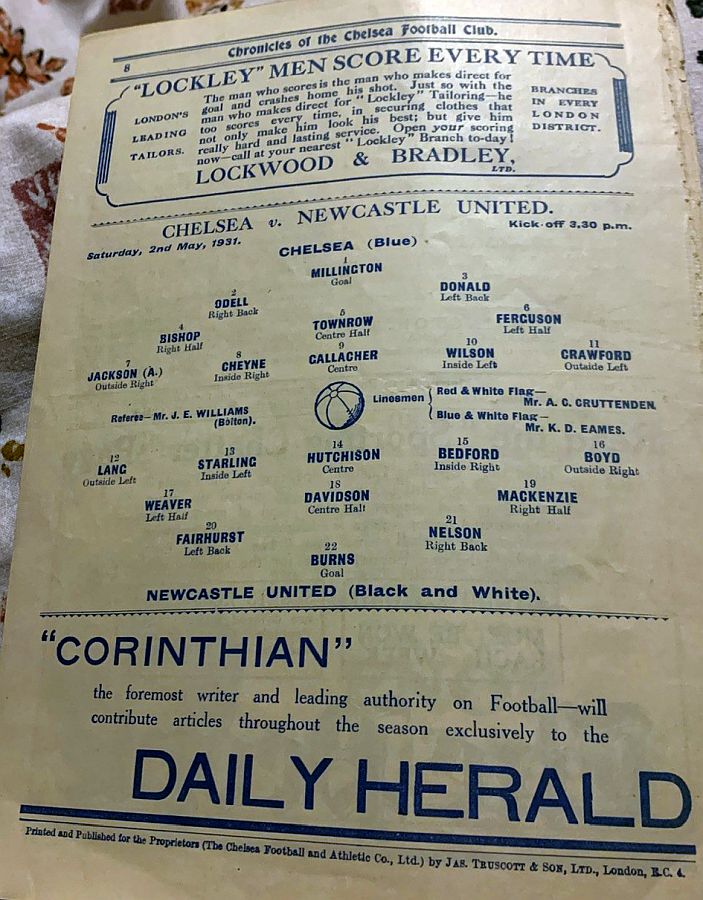 8
Chronicles of the Chelsea Football Club.
"LOCKLEY" MEN SCORE EVERY TIME
LONDON'S
LEADING
TAILORS.
The man who scores is the man who makes direct for
goal and crashes home his shot. Just so with the
man who makes direct for "Lockley" Tailoring—he
too scores every time, in securing clothes that
not only make him look his best; but give him
really hard and lasting service. Open your scoring
now—call at your nearest "Lockley" Branch to-day!
BRANCHES
IN EVERY
LONDON
DISTRICT.
LOCKWOOD & BRADLEY, LTD.
CHELSEA v. NEWCASTLE UNITED.
Saturday, 2nd May, 1931.
Kick-off 3.30 p.m.
CHELSEA (Blue)
1
MILLINGTON
Goal
2
ODELL
Right Back
3
DONALD
Left Back
4
BISHOP
Right Half
5
TOWNROW
Centre Half
6
FERGUSON
Left Half
7
JACKSON (A.)
Outside Right
8
CHEYNE
Inside Right
9
GALLACHER
Centre
10
WILSON
Inside Left
11
CRAWFORD
Outside Left
Referee—Mr. J. E. WILLIAMS
(Bolton).
Linesmen
Red & White Flag—
Mr. A. C. CRUTTENDEN.
Blue & White Flag—
Mr. K. D. EAMES.
12
LANG
Outside Left
13
STARLING
Inside Left
14
HUTCHISON
Centre
15
BEDFORD
Inside Right
16
BOYD
Outside Right
17
WEAVER
Left Half
18
DAVIDSON
Centre Half
19
MACKENZIE
Right Half
20
FAIRHURST
Left Back
21
NELSON
Right Back
22
BURNS
Goal
NEWCASTLE UNITED (Black and White).
"CORINTHIAN"
the foremost writer and leading authority on Football—will
contribute articles throughout the season exclusively to the
DAILY HERALD
Printed and Published for the Proprietors (The Chelsea Football and Athletic Co., Ltd.) by JAS. TRUSCOTT & SON, LTD., London, E.C. 4.